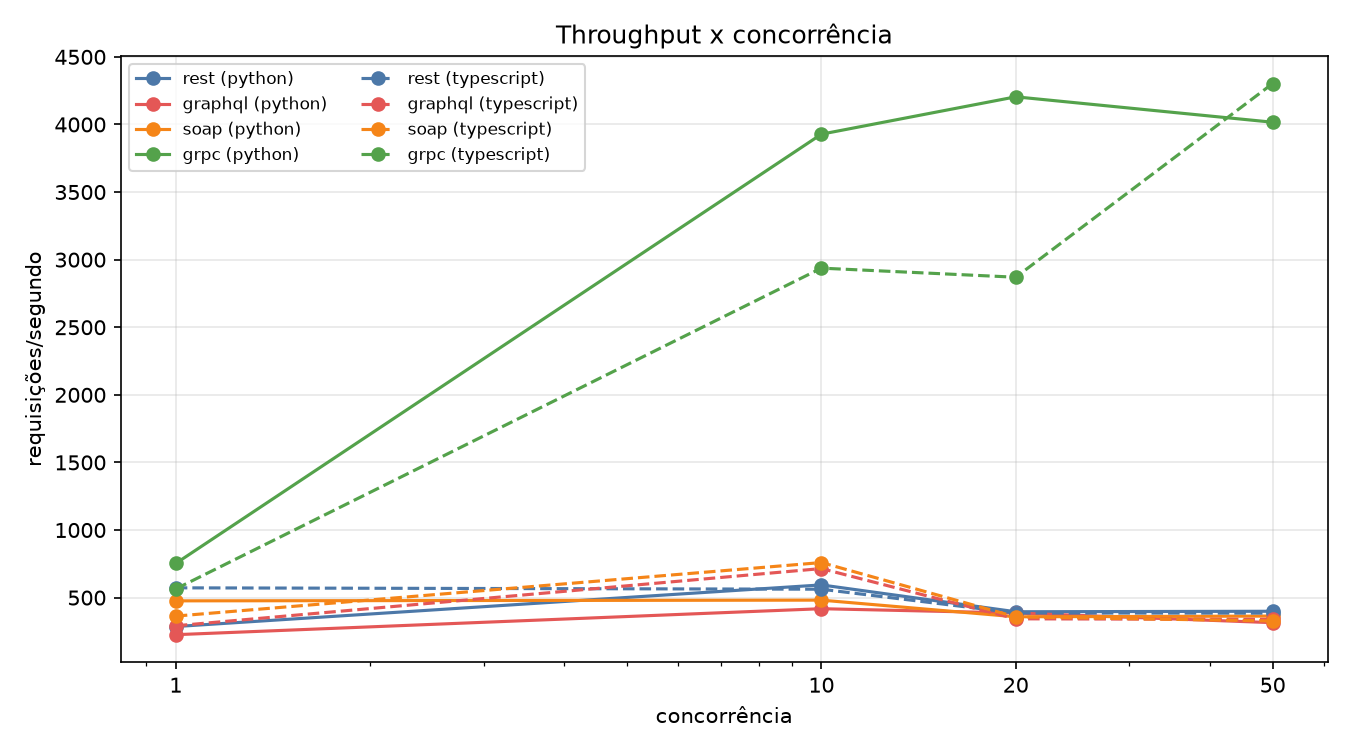 Throughput x concorrência
rest (python)
graphql (python)
soap (python)
grpc (python)
rest (typescript)
graphql (typescript)
soap (typescript)
grpc (typescript)
requisições/segundo
4500
4000
3500
3000
2500
2000
1500
1000
500
1
10
20
50
concorrência